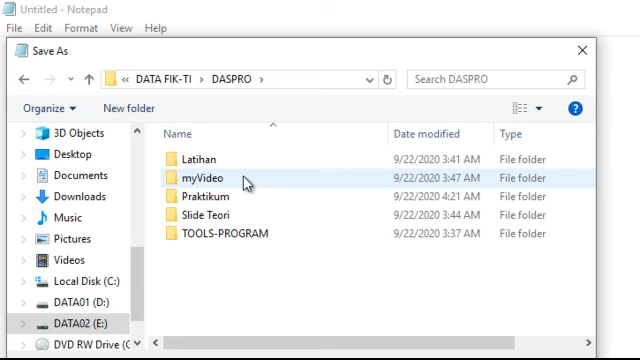 Untitled - Notepad
File Edit Format View Help
Save As
« DATA FIK-TI > DASPRO > Search DASPRO
Organize New folder
Name Date modified Type
3D Objects
Desktop
Documents
Downloads
Music
Pictures
Videos
Local Disk (C:)
DATA01 (D:)
DATA02 (E:)
DVD RW Drive (
Latihan 9/22/2020 3:41 AM File folder
myVideo 9/22/2020 3:47 AM File folder
Praktikum 9/22/2020 4:21 AM File folder
Slide Teori 9/22/2020 3:44 AM File folder
TOOLS-PROGRAM 9/22/2020 3:37 AM File folder